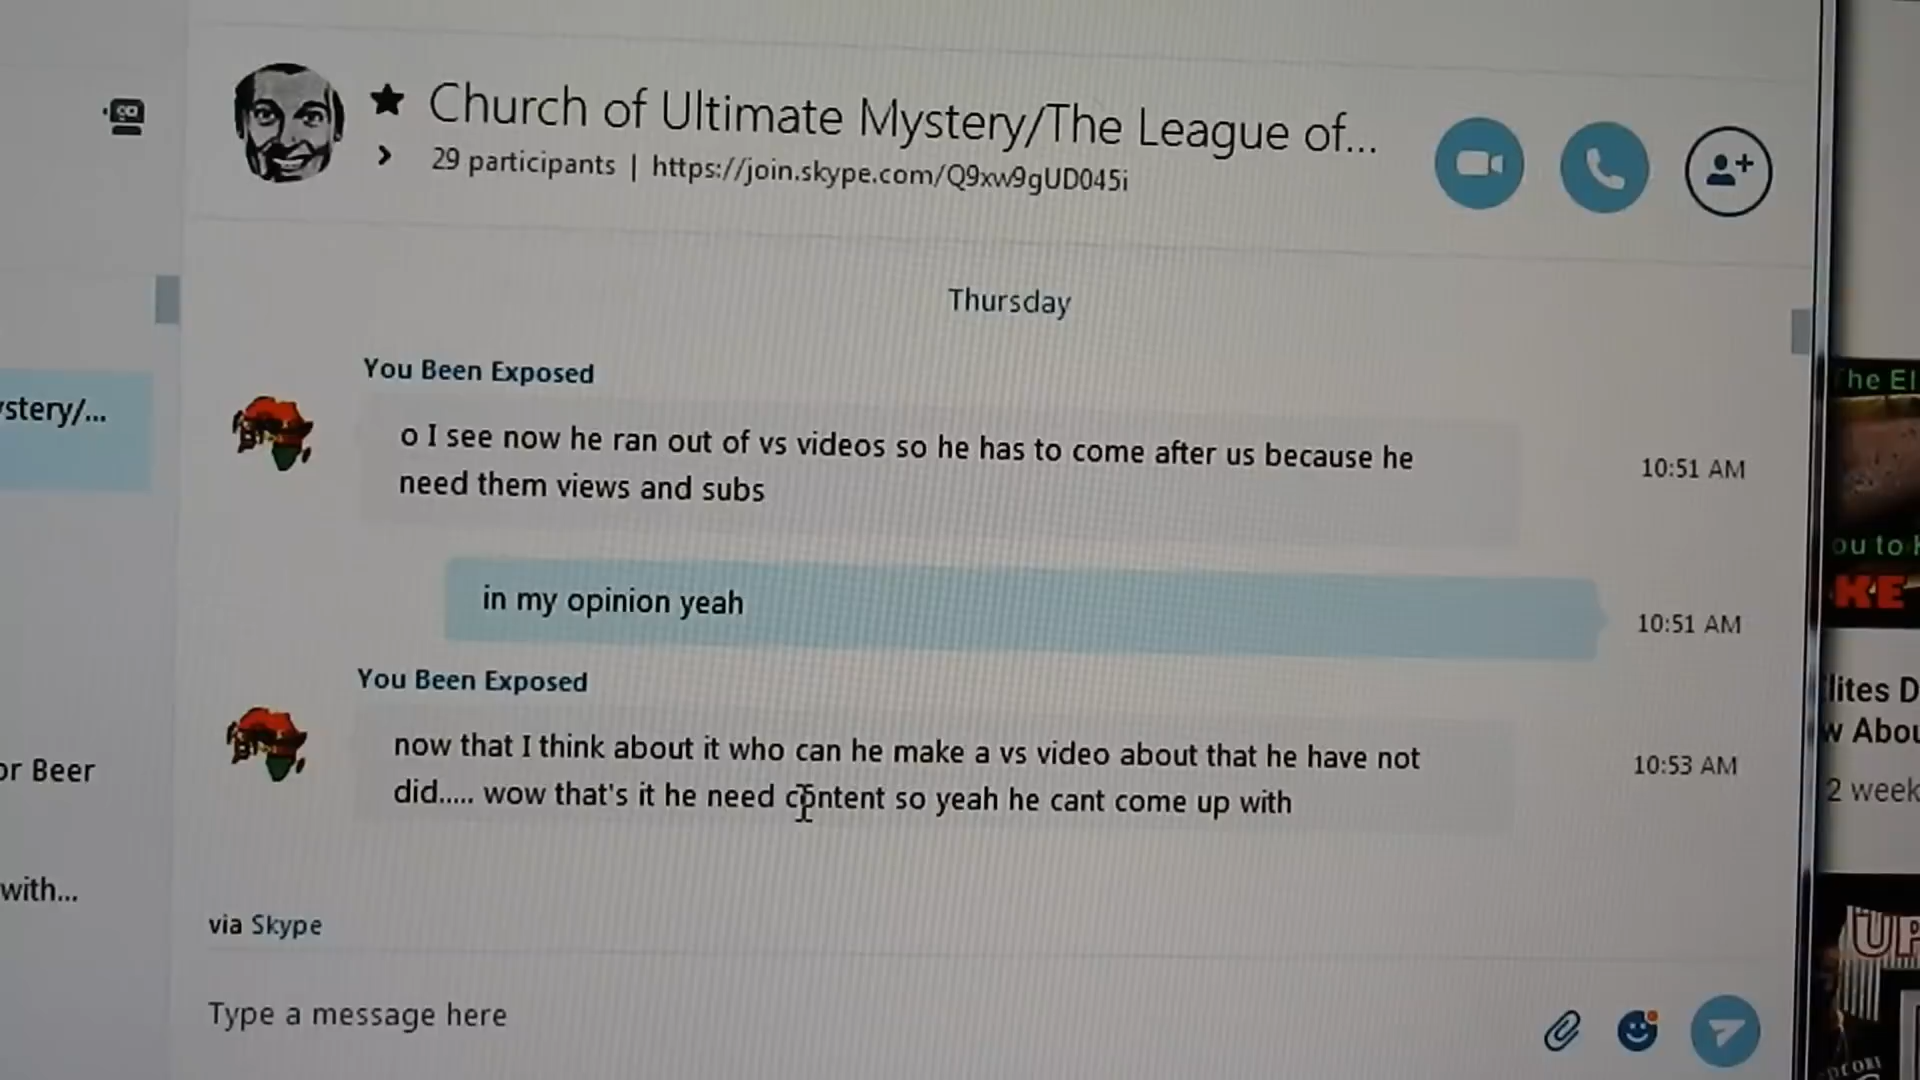 Church of Ultimate Mystery/The League of...
29 participants | https://join.skype.com/Q9xw9gUD045i
Thursday
You Been Exposed
o I see now he ran out of vs videos so he has to come after us because he
need them views and subs
10:51 AM
in my opinion yeah
10:51 AM
You Been Exposed
now that I think about it who can he make a vs video about that he have not
did..... wow that's it he need content so yeah he cant come up with
10:53 AM
via Skype
Type a message here
ystery/...
or Beer
with...
The El
ou to
KE
lites D
w Abou
2 week
UP